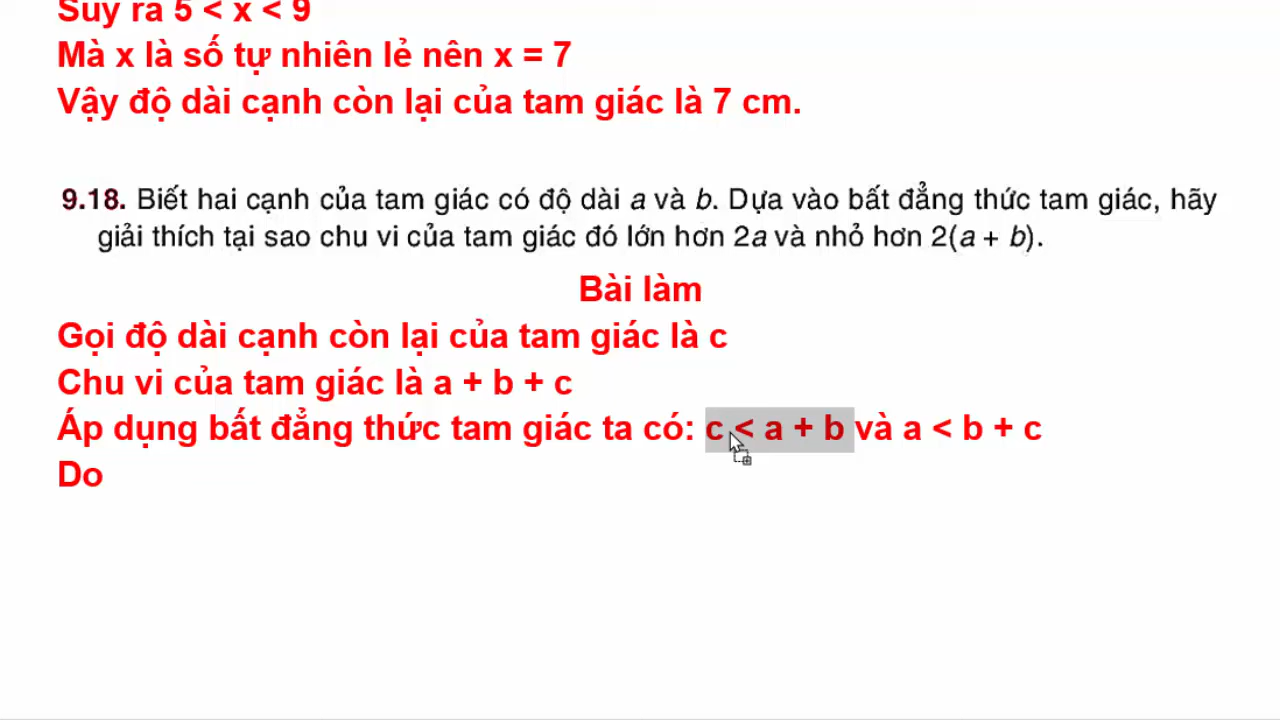 Suy ra 5 < x < 9
Mà x là số tự nhiên lẻ nên x = 7
Vậy độ dài cạnh còn lại của tam giác là 7 cm.
9.18. Biết hai cạnh của tam giác có độ dài a và b. Dựa vào bất đẳng thức tam giác, hãy
giải thích tại sao chu vi của tam giác đó lớn hơn 2a và nhỏ hơn 2(a + b).
Bài làm
Gọi độ dài cạnh còn lại của tam giác là c
Chu vi của tam giác là a + b + c
Áp dụng bất đẳng thức tam giác ta có: c < a + b và a < b + c
Do